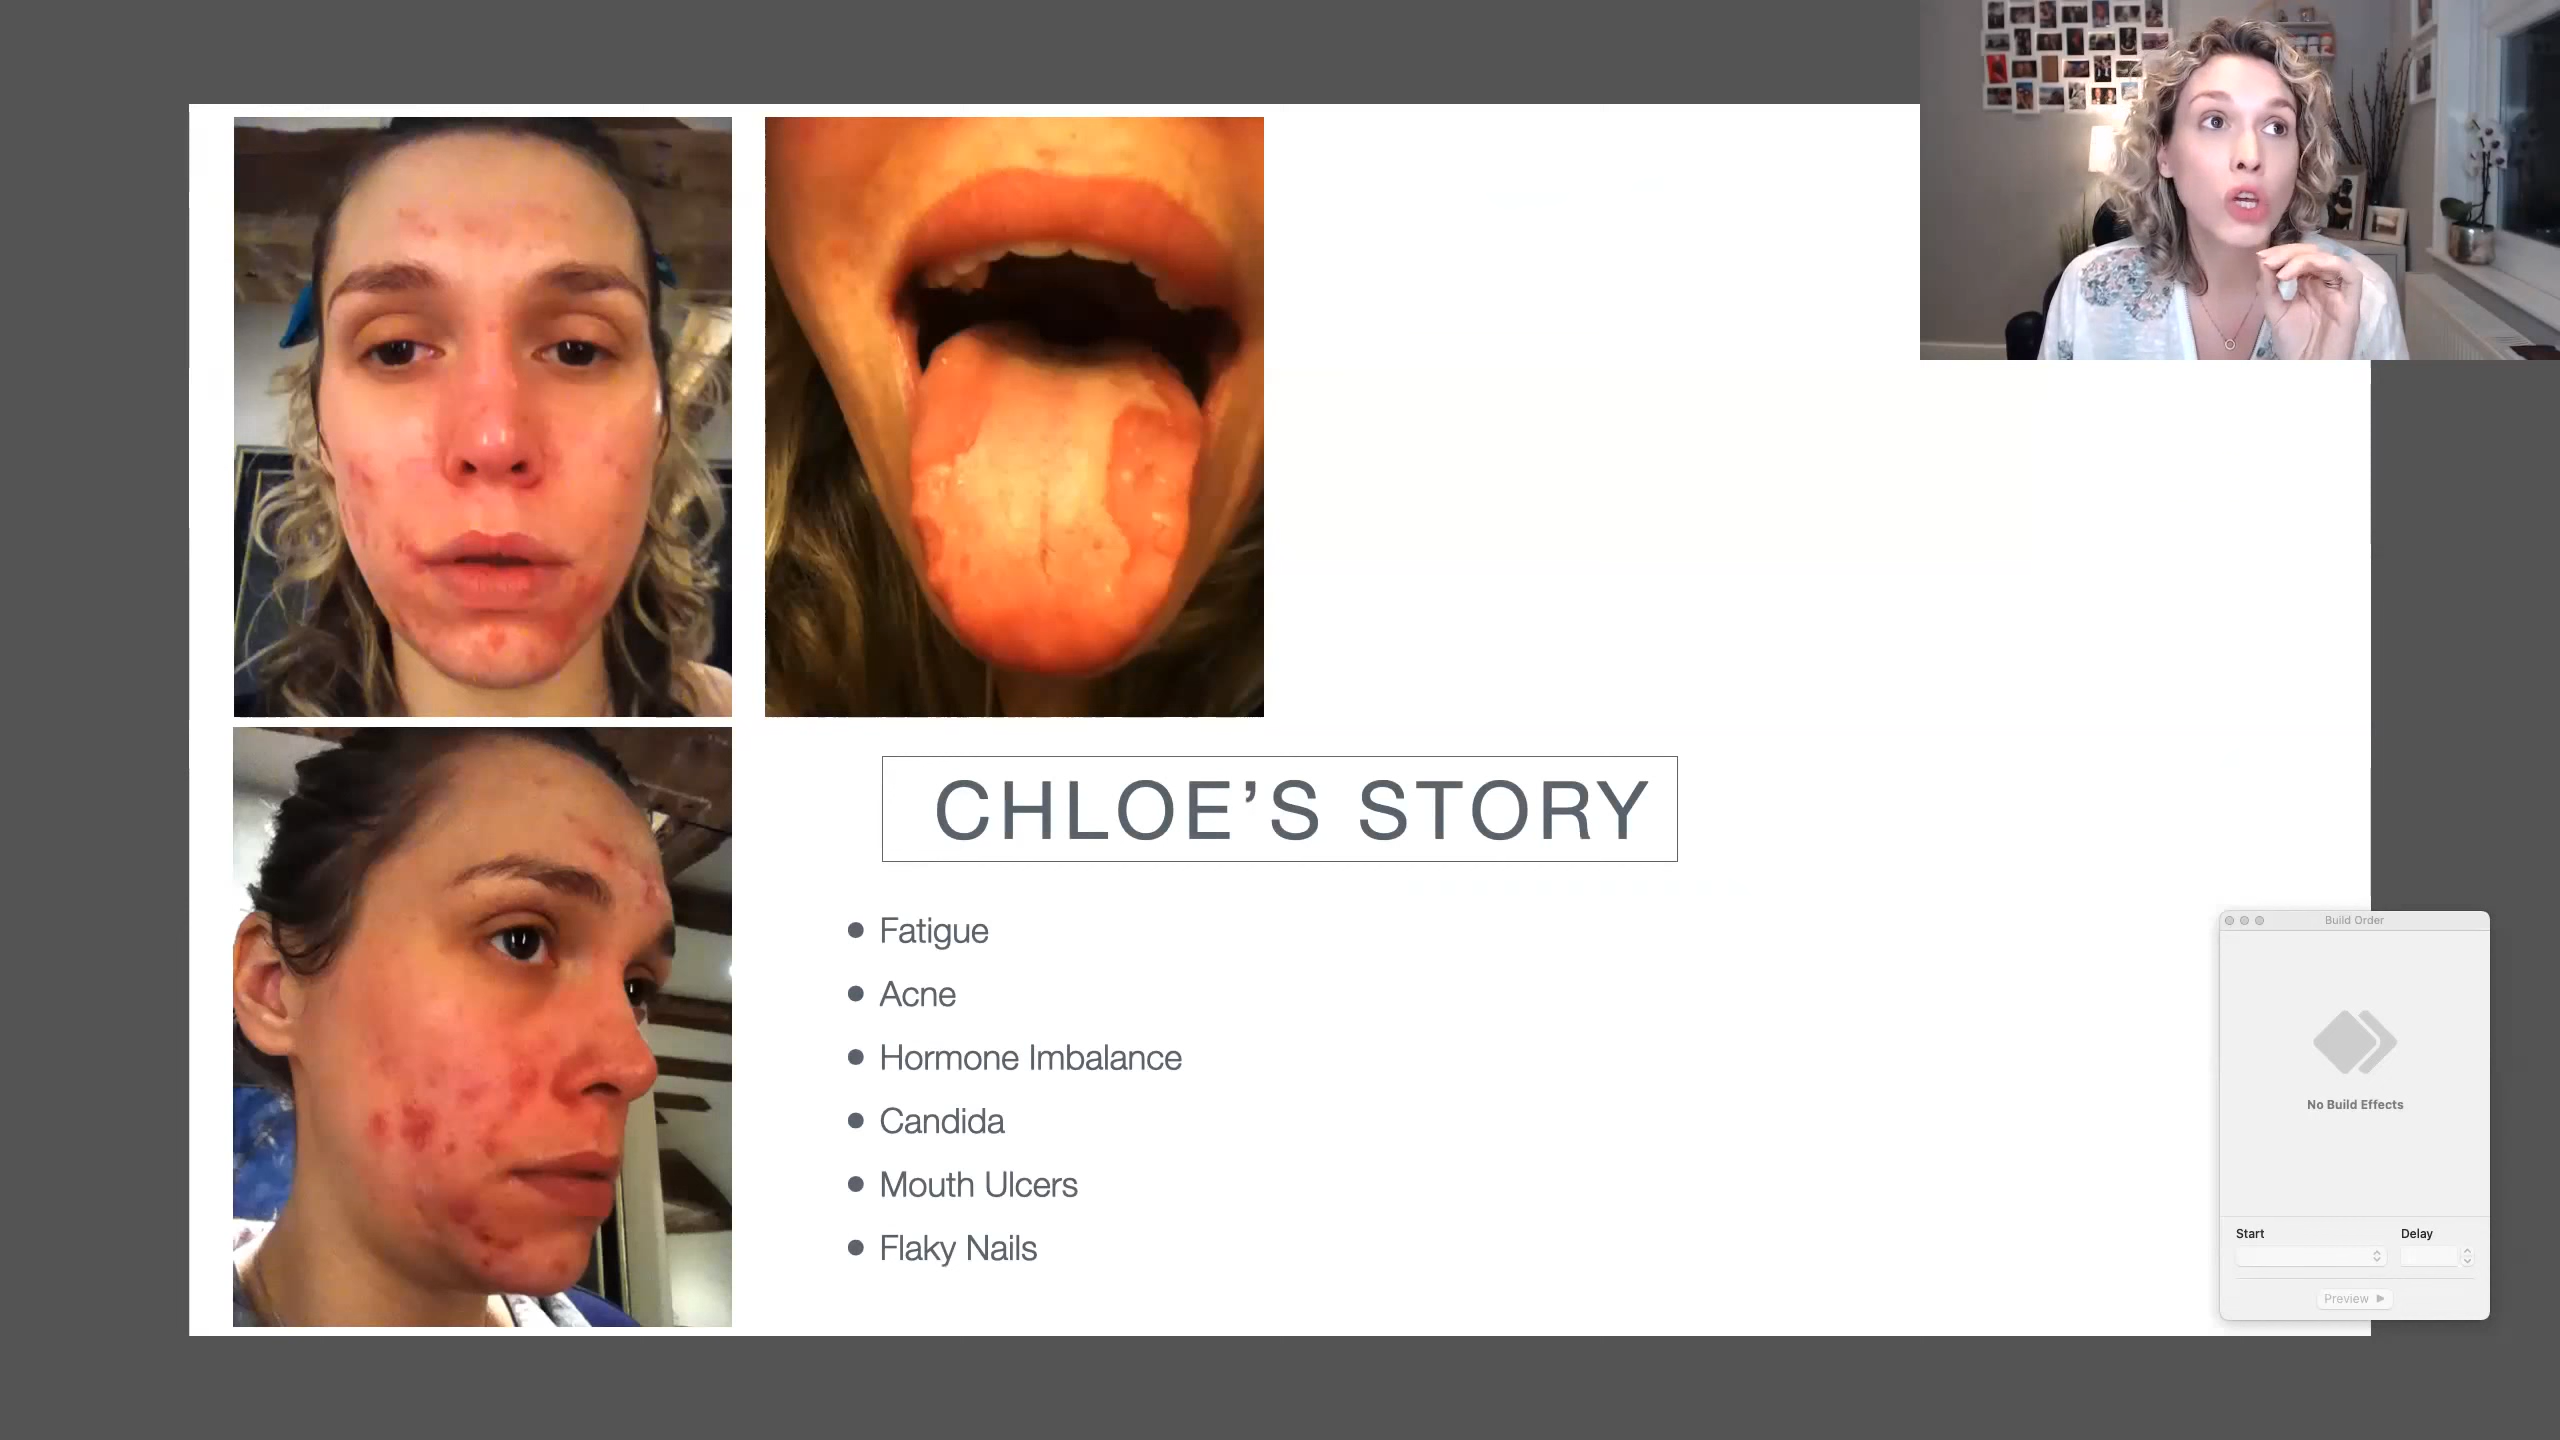 CHLOE’S STORY
• Fatigue
• Acne
• Hormone Imbalance
• Candida
• Mouth Ulcers
• Flaky Nails
Build Order
No Build Effects
Start Delay
Preview